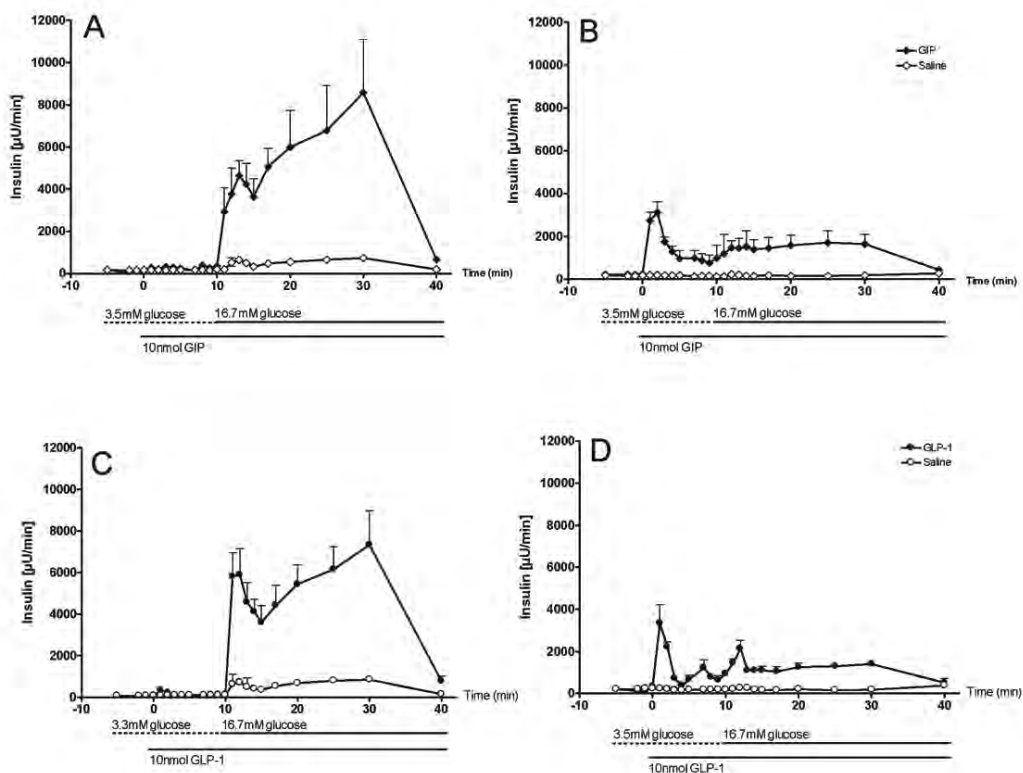 A
12000
10000
8000
6000
4000
2000
0
Insulin [µU/min]
-10 0 10 20 30 40
Time (min)
3.5mM glucose 16.7mM glucose
10nmol GIP
B
GIP
Saline
12000
10000
8000
6000
4000
2000
0
Insulin [µU/min]
-10 0 10 20 30 40
Time (min)
3.5mM glucose 16.7mM glucose
10nmol GIP
C
12000
10000
8000
6000
4000
2000
0
Insulin [µU/min]
-10 0 10 20 30 40
Time (min)
3.3mM glucose 16.7mM glucose
10nmol GLP-1
D
GLP-1
Saline
12000
10000
8000
6000
4000
2000
0
Insulin [µU/min]
-10 0 10 20 30 40
Time (min)
3.5mM glucose 16.7mM glucose
10nmol GLP-1